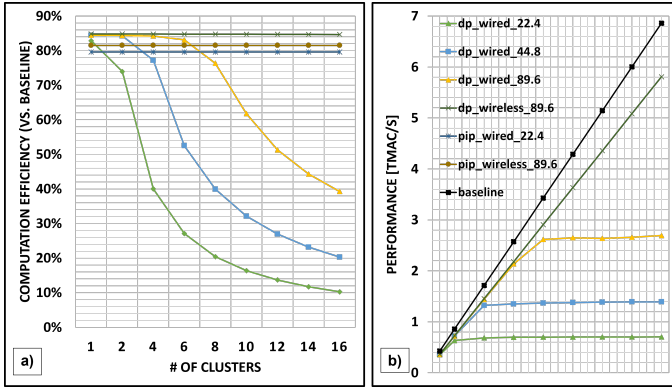 COMPUTATION EFFICIENCY (VS. BASELINE)
90%
80%
70%
60%
50%
40%
30%
20%
10%
0%
1 2 4 6 8 10 12 14 16
# OF CLUSTERS
a)
PERFORMANCE [TMAC/S]
7
6
5
4
3
2
1
0
dp_wired_22.4
dp_wired_44.8
dp_wired_89.6
dp_wireless_89.6
pip_wired_22.4
pip_wireless_89.6
baseline
b)